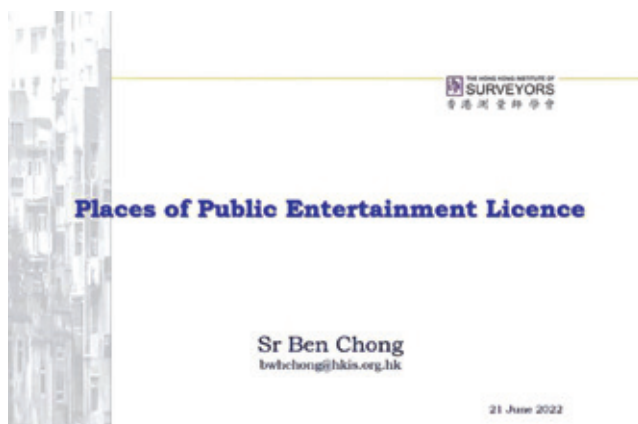 THE HONG KONG INSTITUTE OF
SURVEYORS
香港測量師學會
Places of Public Entertainment Licence
Sr Ben Chong
bwhchong@hkis.org.hk
21 June 2022